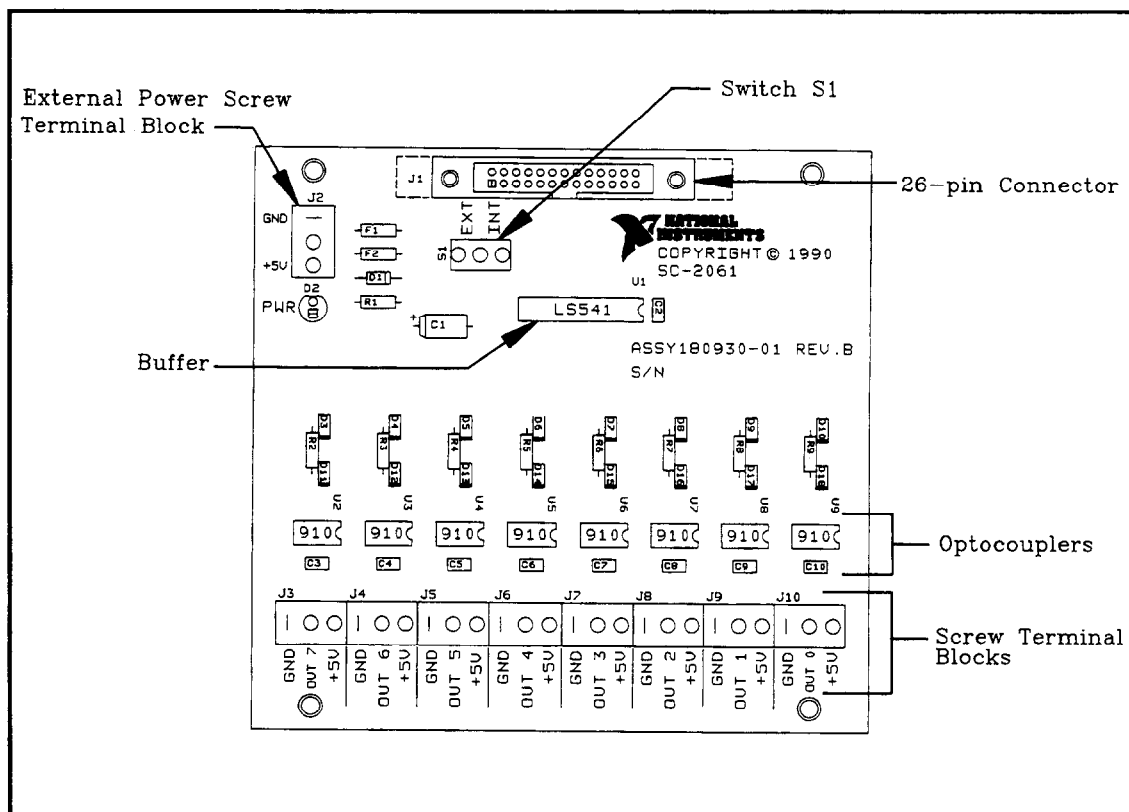 External Power Screw
Terminal Block
Switch S1
26-pin Connector
J1
J2
GND
+5V
D2
PWR
F1
F2
D1
R1
C1
+
S1
EXT
INT
NATIONAL
INSTRUMENTS
COPYRIGHT © 1990
SC-2061
U1
LS541
C2
Buffer
ASSY180930-01 REV.B
S/N
D3 D4 D5 D6 D7 D8 D9 D10
R2 R3 R4 R5 R6 R7 R8 R9
D11 D12 D13 D14 D15 D16 D17 D18
U2 U3 U4 U5 U6 U7 U8 U9
910 910 910 910 910 910 910 910
Optocouplers
C3 C4 C5 C6 C7 C8 C9 C10
J3 J4 J5 J6 J7 J8 J9 J10
Screw Terminal
Blocks
GND OUT 7 +5V GND OUT 6 +5V GND OUT 5 +5V GND OUT 4 +5V GND OUT 3 +5V GND OUT 2 +5V GND OUT 1 +5V GND OUT 0 +5V